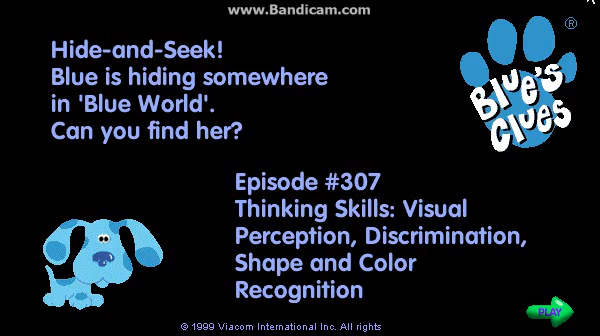 www.Bandicam.com
Hide-and-Seek!
Blue is hiding somewhere
in 'Blue World'.
Can you find her?
Blue's
Clues
®
Episode #307
Thinking Skills: Visual
Perception, Discrimination,
Shape and Color
Recognition
PLAY
© 1999 Viacom International Inc. All rights